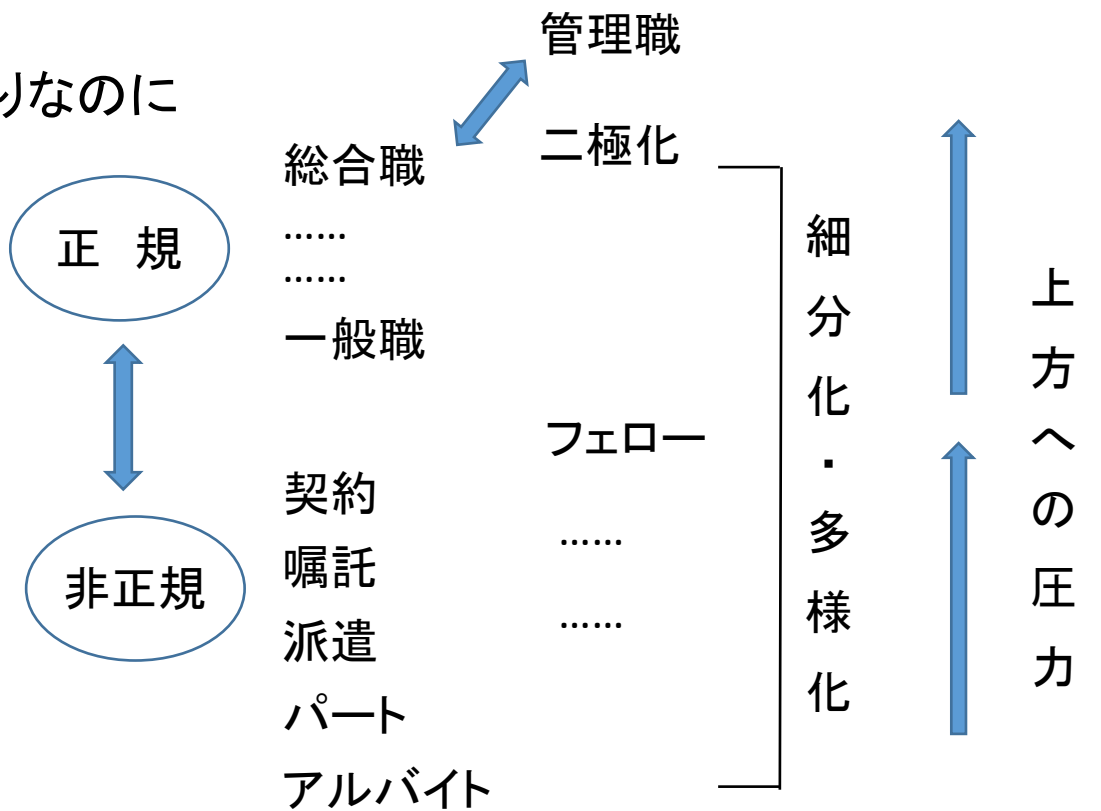 管理職
りなのに
二極化
総合職
……
……
一般職
正　規
フェロー
……
……
契約
嘱託
派遣
パート
アルバイト
非正規
細分化・多様化
上方への圧力